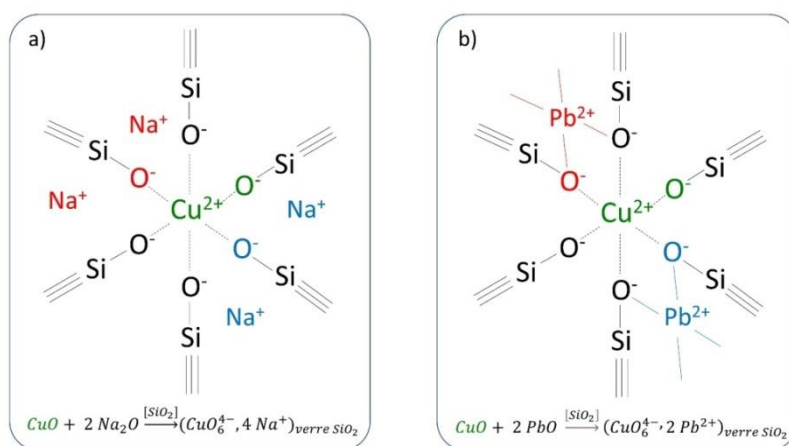 a)
Si
Na⁺
O⁻
Si
O⁻
Si
O⁻
Na⁺
Cu²⁺
Na⁺
O⁻
O⁻
Si
Si
O⁻
Na⁺
Si
CuO + 2 Na₂O [SiO₂]→ (CuO₆⁴⁻, 4 Na⁺)verre SiO₂
b)
Si
Pb²⁺
O⁻
Si
O⁻
Si
O⁻
Cu²⁺
O⁻
O⁻
Si
Si
O⁻
Pb²⁺
Si
CuO + 2 PbO [SiO₂]→ (CuO₆⁴⁻, 2 Pb²⁺)verre SiO₂